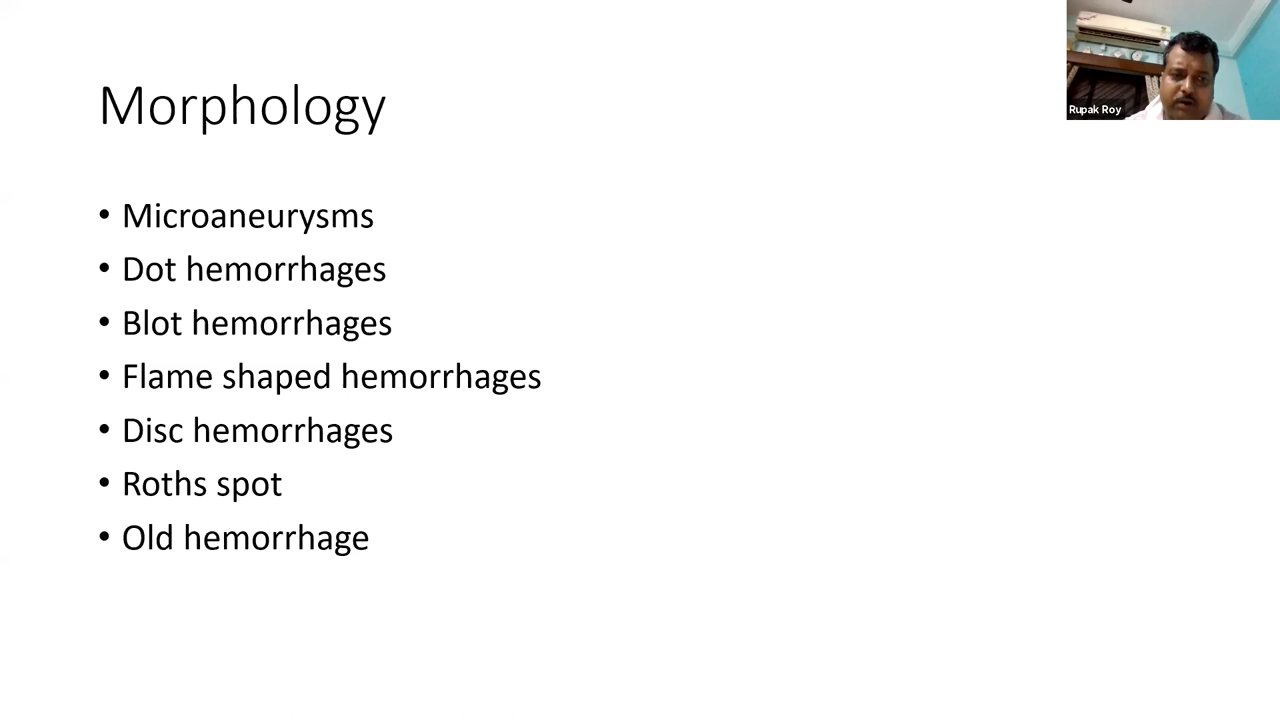 Morphology
• Microaneurysms
• Dot hemorrhages
• Blot hemorrhages
• Flame shaped hemorrhages
• Disc hemorrhages
• Roths spot
• Old hemorrhage
Rupak Roy